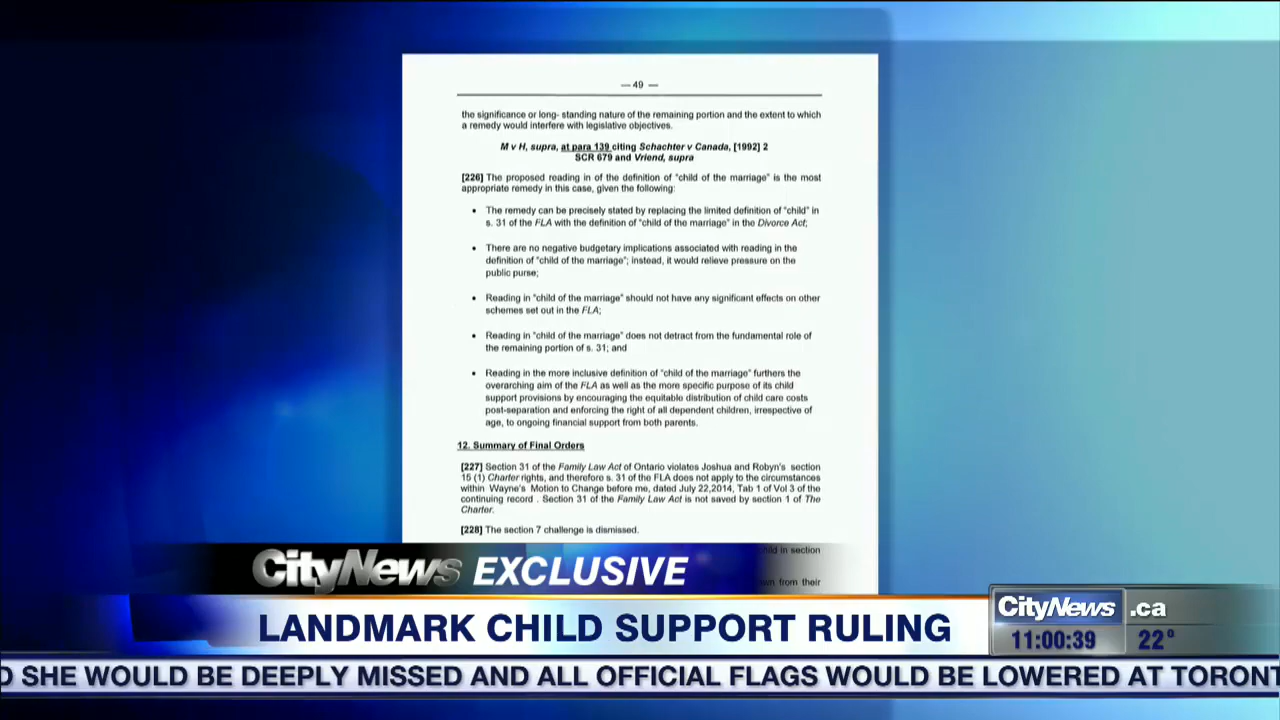 — 49 —
the significance or long- standing nature of the remaining portion and the extent to which
a remedy would interfere with legislative objectives.
M v H, supra, at para 139 citing Schachter v Canada, [1992] 2
SCR 679 and Vriend, supra
[226] The proposed reading in of the definition of "child of the marriage" is the most
appropriate remedy in this case, given the following:
• The remedy can be precisely stated by replacing the limited definition of "child" in
s. 31 of the FLA with the definition of "child of the marriage" in the Divorce Act;
• There are no negative budgetary implications associated with reading in the
definition of "child of the marriage"; instead, it would relieve pressure on the
public purse;
• Reading in "child of the marriage" should not have any significant effects on other
schemes set out in the FLA;
• Reading in "child of the marriage" does not detract from the fundamental role of
the remaining portion of s. 31; and
• Reading in the more inclusive definition of "child of the marriage" furthers the
overarching aim of the FLA as well as the more specific purpose of its child
support provisions by encouraging the equitable distribution of child care costs
post-separation and enforcing the right of all dependent children, irrespective of
age, to ongoing financial support from both parents.
12. Summary of Final Orders
[227] Section 31 of the Family Law Act of Ontario violates Joshua and Robyn's section
15 (1) Charter rights, and therefore s. 31 of the FLA does not apply to the circumstances
within Wayne's Motion to Change before me, dated July 22,2014, Tab 1 of Vol 3 of the
continuing record . Section 31 of the Family Law Act is not saved by section 1 of The
Charter.
[228] The section 7 challenge is dismissed.
in section
from their
CityNews EXCLUSIVE
LANDMARK CHILD SUPPORT RULING
CityNews .ca
11:00:39 22°
SHE WOULD BE DEEPLY MISSED AND ALL OFFICIAL FLAGS WOULD BE LOWERED AT